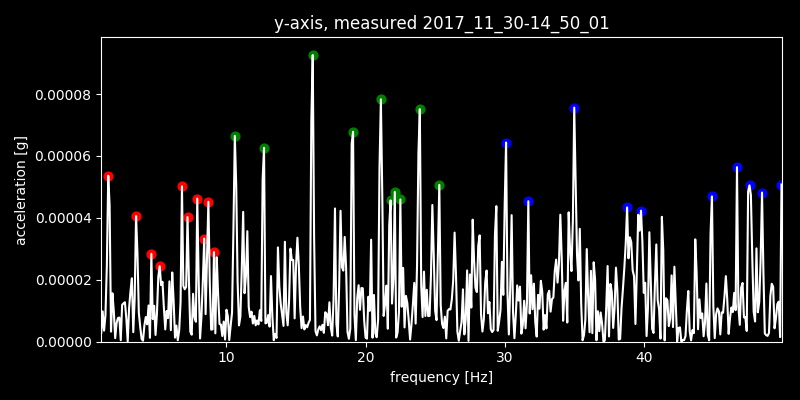 y-axis, measured 2017_11_30-14_50_01
acceleration [g]
0.00008
0.00006
0.00004
0.00002
0.00000
10 20 30 40
frequency [Hz]